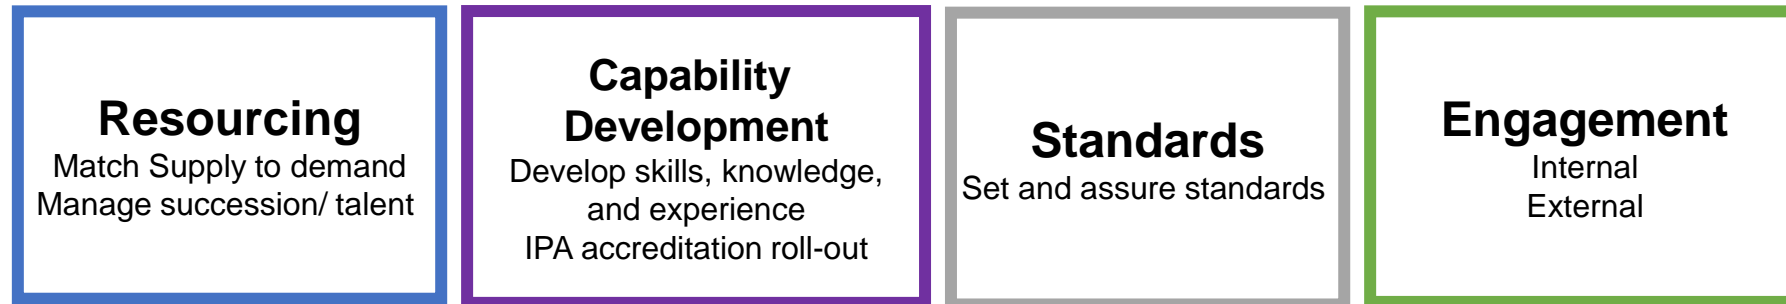 Resourcing
Match Supply to demand
Manage succession/ talent
Capability
Development
Develop skills, knowledge,
and experience
IPA accreditation roll-out
Standards
Set and assure standards
Engagement
Internal
External